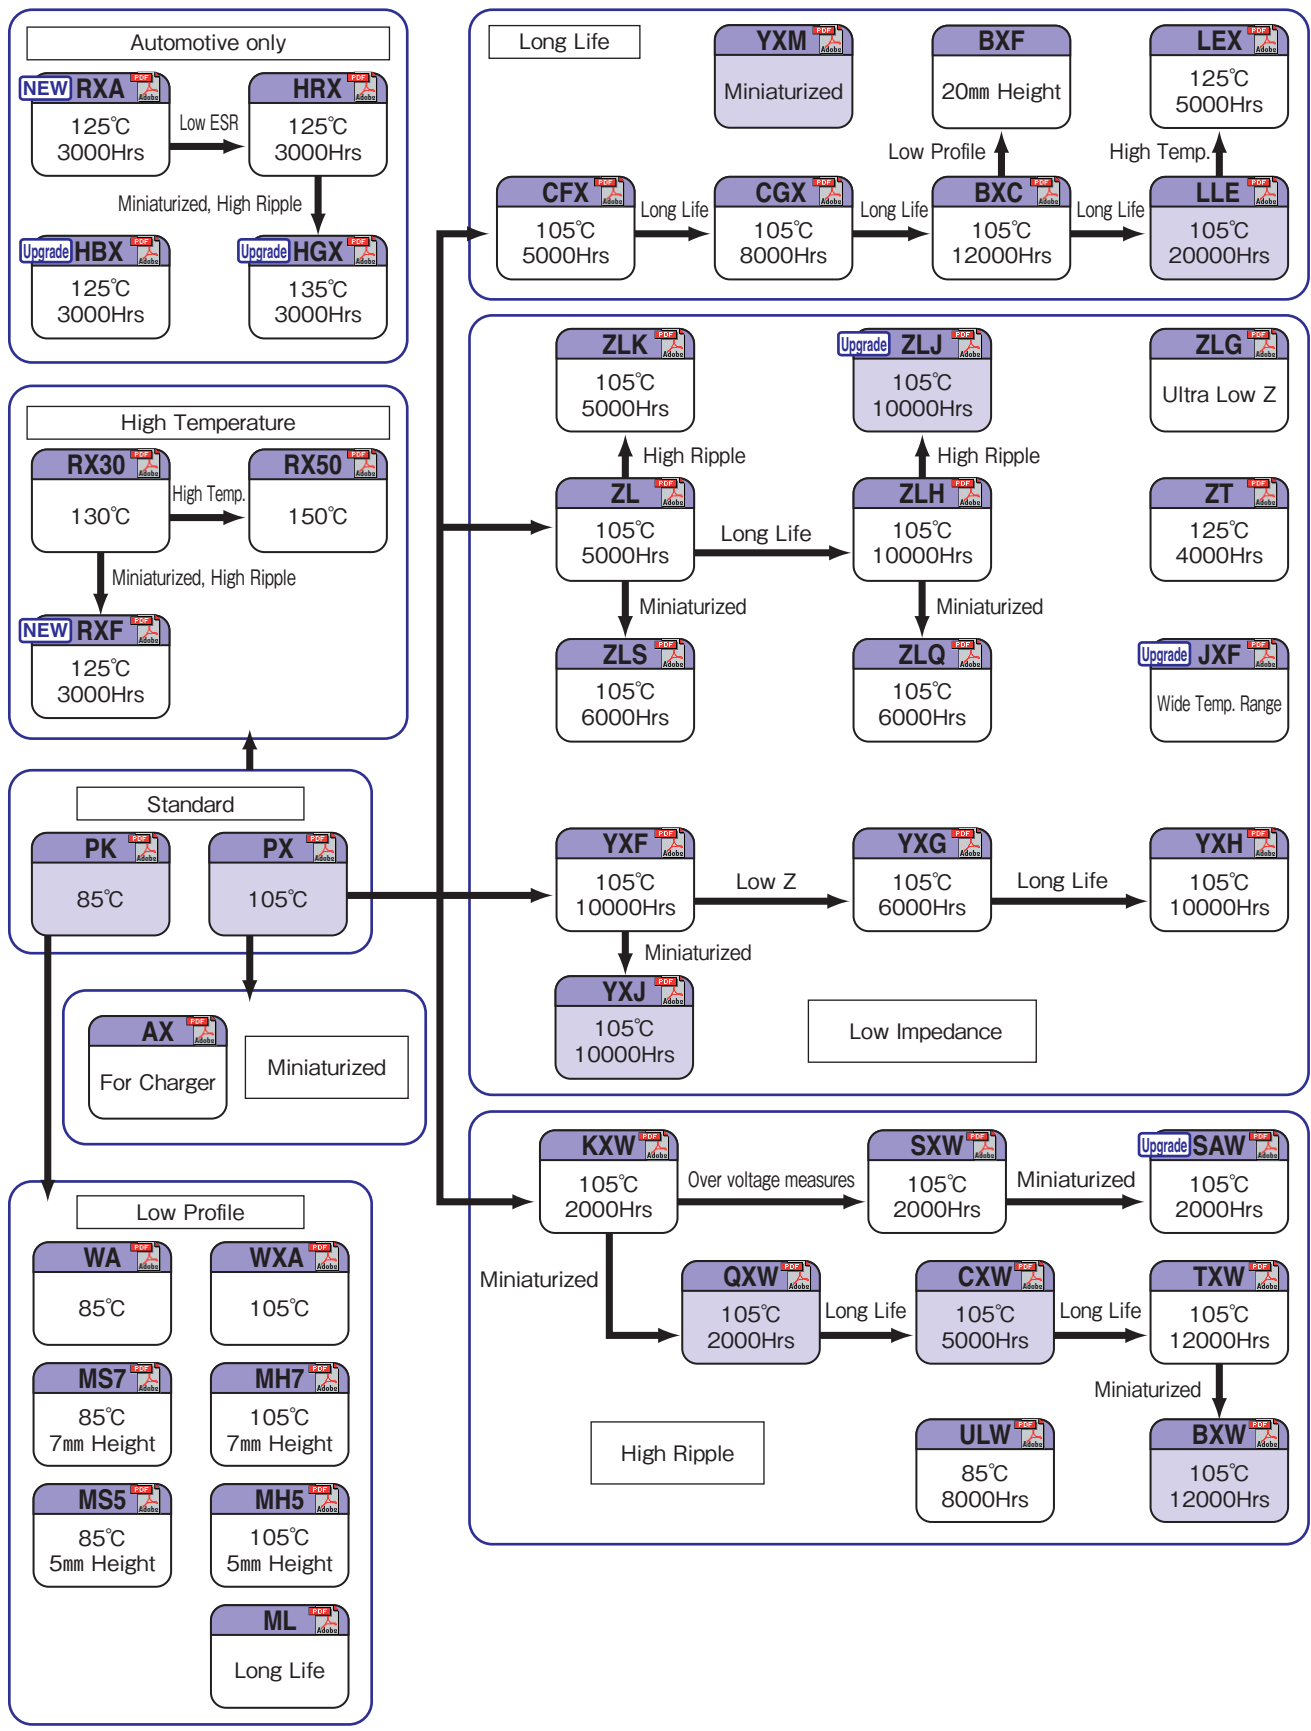 Automotive only
NEW RXA
125℃
3000Hrs
Low ESR
HRX
125℃
3000Hrs
Miniaturized, High Ripple
Upgrade HBX
125℃
3000Hrs
Upgrade HGX
135℃
3000Hrs
High Temperature
RX30
130℃
High Temp.
RX50
150℃
Miniaturized, High Ripple
NEW RXF
125℃
3000Hrs
Standard
PK
85℃
PX
105℃
AX
For Charger
Miniaturized
Low Profile
WA
85℃
WXA
105℃
MS7
85℃
7mm Height
MH7
105℃
7mm Height
MS5
85℃
5mm Height
MH5
105℃
5mm Height
ML
Long Life
Long Life
YXM
Miniaturized
BXF
20mm Height
LEX
125℃
5000Hrs
Low Profile
High Temp.
CFX
105℃
5000Hrs
Long Life
CGX
105℃
8000Hrs
Long Life
BXC
105℃
12000Hrs
Long Life
LLE
105℃
20000Hrs
ZLK
105℃
5000Hrs
Upgrade ZLJ
105℃
10000Hrs
ZLG
Ultra Low Z
High Ripple
High Ripple
ZL
105℃
5000Hrs
Long Life
ZLH
105℃
10000Hrs
ZT
125℃
4000Hrs
Miniaturized
Miniaturized
ZLS
105℃
6000Hrs
ZLQ
105℃
6000Hrs
Upgrade JXF
Wide Temp. Range
YXF
105℃
10000Hrs
Low Z
YXG
105℃
6000Hrs
Long Life
YXH
105℃
10000Hrs
Miniaturized
YXJ
105℃
10000Hrs
Low Impedance
KXW
105℃
2000Hrs
Over voltage measures
SXW
105℃
2000Hrs
Miniaturized
Upgrade SAW
105℃
2000Hrs
Miniaturized
QXW
105℃
2000Hrs
Long Life
CXW
105℃
5000Hrs
Long Life
TXW
105℃
12000Hrs
Miniaturized
High Ripple
ULW
85℃
8000Hrs
BXW
105℃
12000Hrs